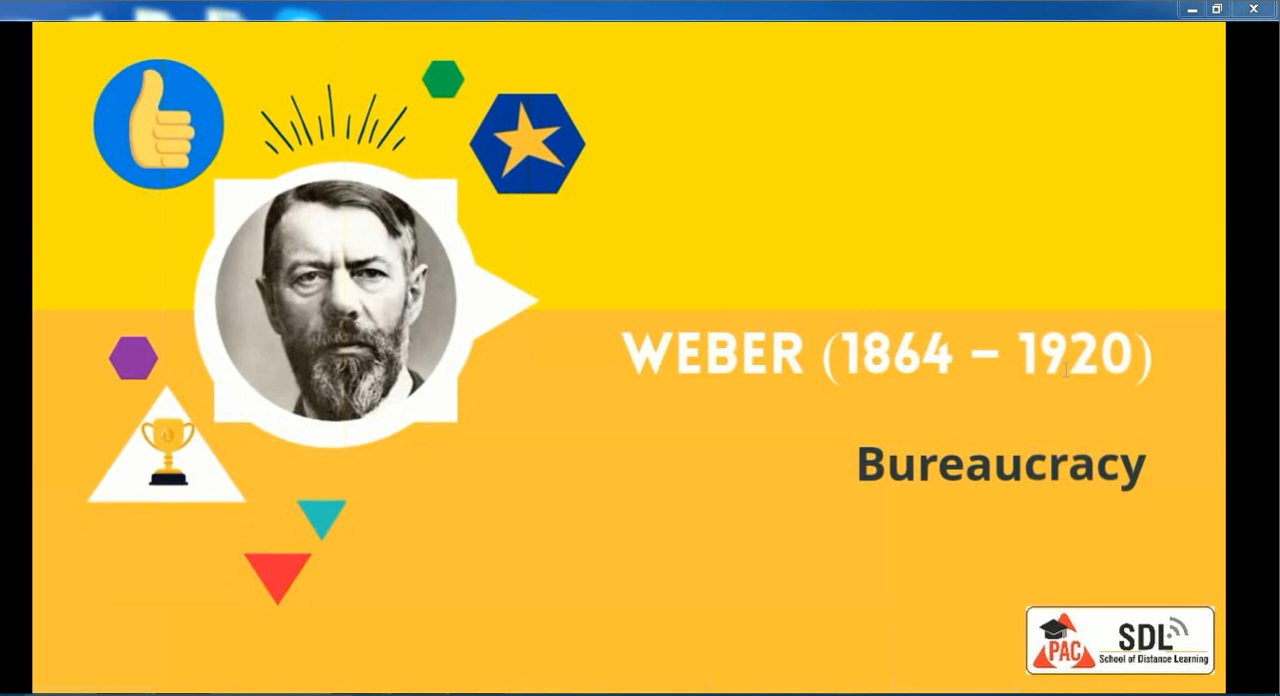 WEBER (1864 – 1920)
Bureaucracy
PAC
SDL
School of Distance Learning